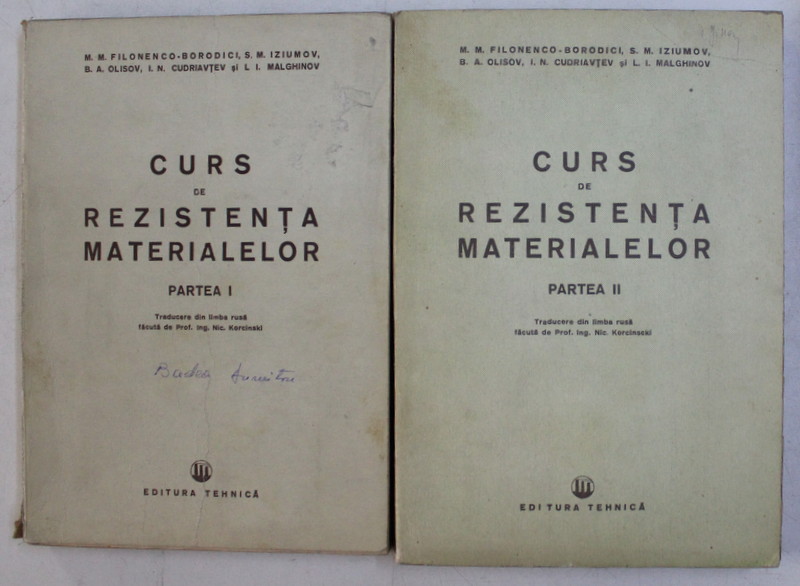 M. M. FILONENCO-BORODICI, S. M. IZIUMOV,
B. A. OLISOV, I. N. CUDRIAVȚEV și L. I. MALGHINOV
CURS
DE
REZISTENȚA
MATERIALELOR
PARTEA I
Traducere din limba rusă
făcută de Prof. Ing. Nic. Korcinski
Badea
EDITURA TEHNICĂ
M. M. FILONENCO-BORODICI, S. M. IZIUMOV,
B. A. OLISOV, I. N. CUDRIAVȚEV și L. I. MALGHINOV
CURS
DE
REZISTENȚA
MATERIALELOR
PARTEA II
Traducere din limba rusă
făcută de Prof. Ing. Nic. Korcinscki
EDITURA TEHNICĂ